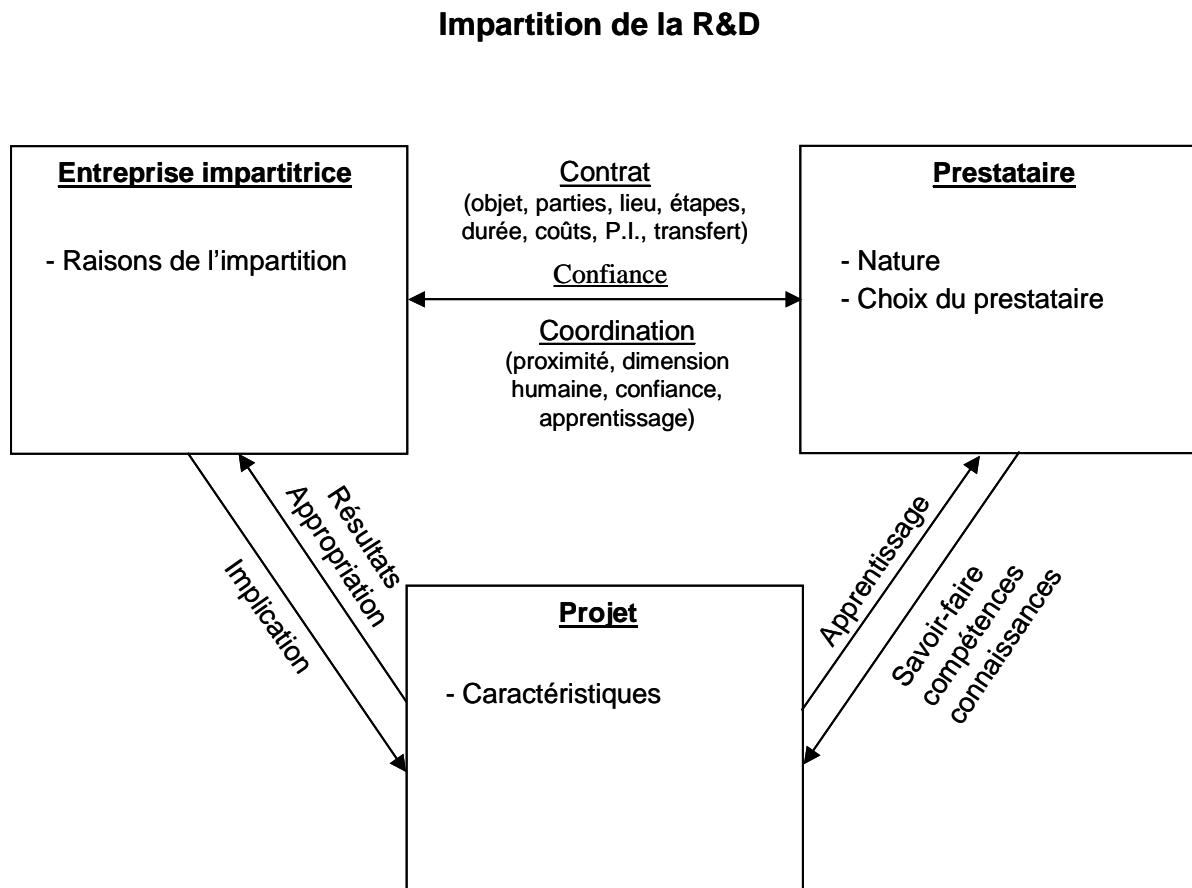 Impartition de la R&D
Entreprise impartitrice
- Raisons de l'impartition
Contrat
(objet, parties, lieu, étapes,
durée, coûts, P.I., transfert)
Confiance
Coordination
(proximité, dimension
humaine, confiance,
apprentissage)
Prestataire
- Nature
- Choix du prestataire
Implication
Résultats
Appropriation
Apprentissage
Savoir-faire
compétences
connaissances
Projet
- Caractéristiques